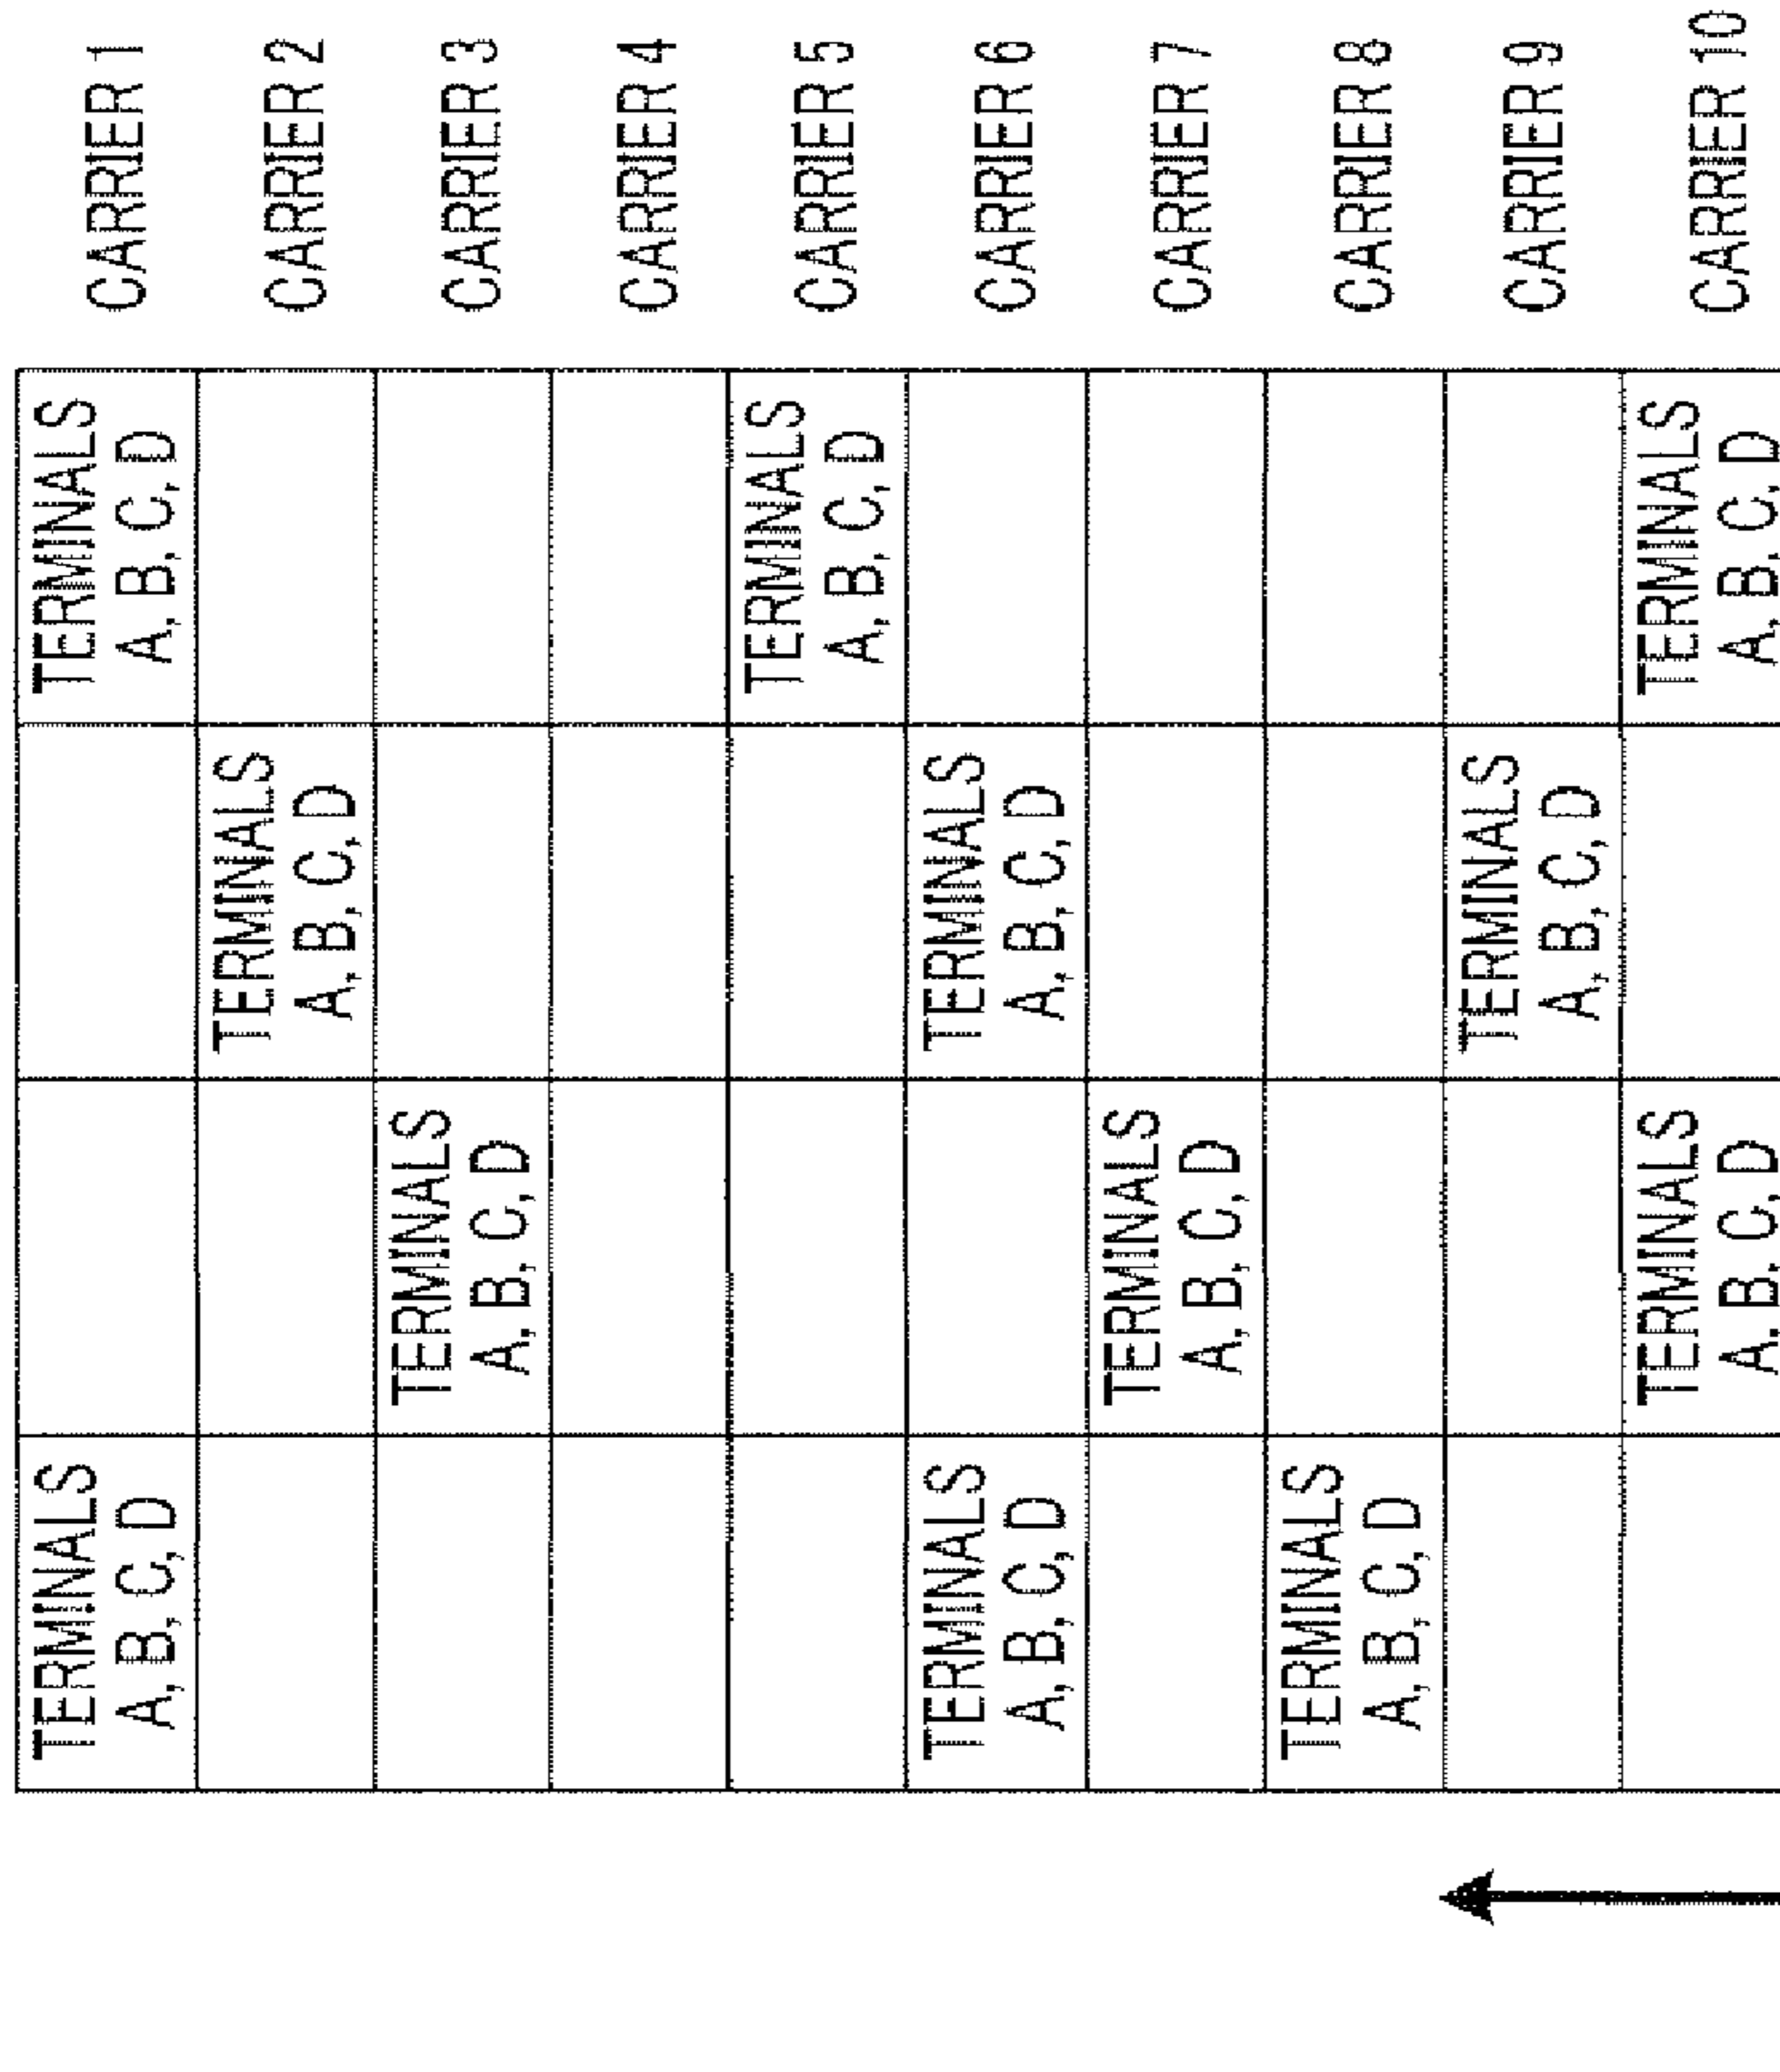 TERMINALS
A, B, C, D
TERMINALS
A, B, C, D
CARRIER 1
TERMINALS
A, B, C, D
CARRIER 2
TERMINALS
A, B, C, D
CARRIER 3
CARRIER 4
TERMINALS
A, B, C, D
CARRIER 5
TERMINALS
A, B, C, D
TERMINALS
A, B, C, D
CARRIER 6
TERMINALS
A, B, C, D
CARRIER 7
TERMINALS
A, B, C, D
CARRIER 8
TERMINALS
A, B, C, D
CARRIER 9
TERMINALS
A, B, C, D
TERMINALS
A, B, C, D
CARRIER 10